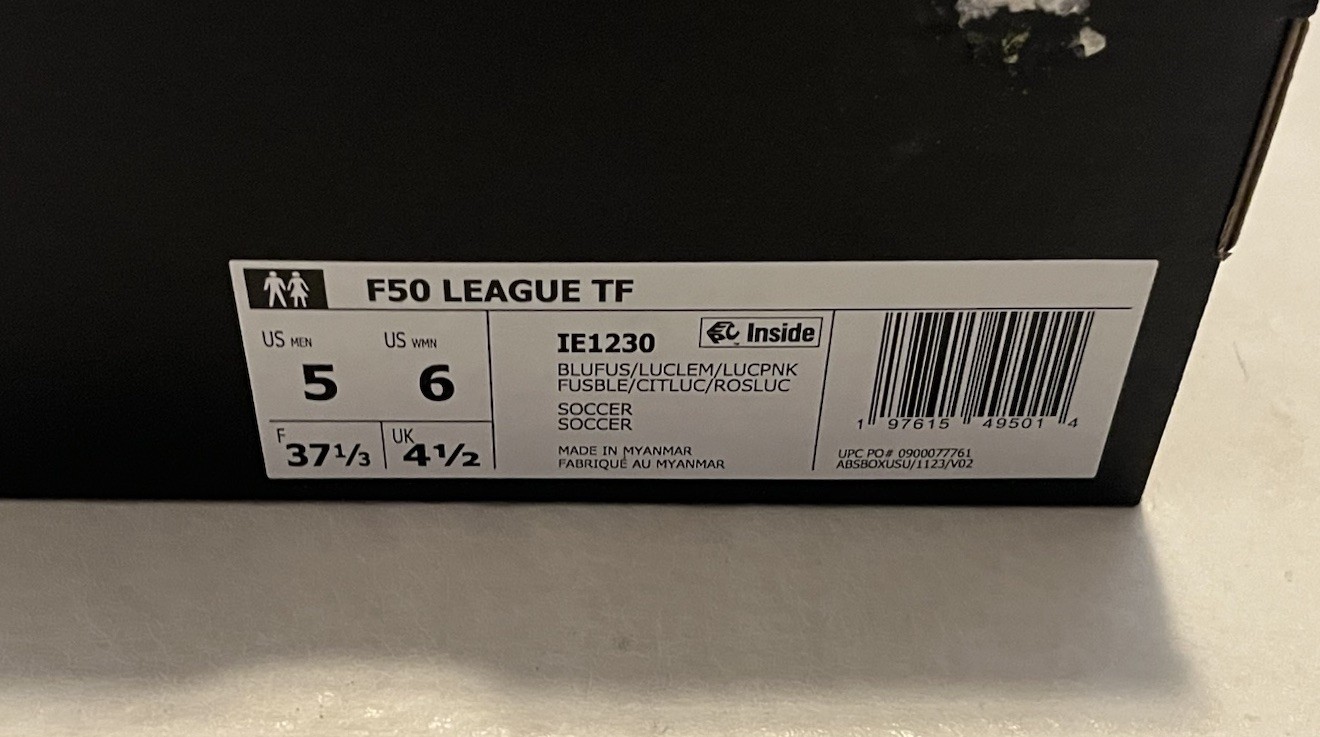 F50 LEAGUE TF
US MEN
5
US WMN
6
F
37 1/3
UK
4 1/2
IE1230
Inside
BLUFUS/LUCLEM/LUCPNK
FUSBLE/CITLUC/ROSLUC
SOCCER
SOCCER
MADE IN MYANMAR
FABRIQUÉ AU MYANMAR
1 97615 49501 4
UPC PO# 0900077761
ABSBOXUSU/1123/V02